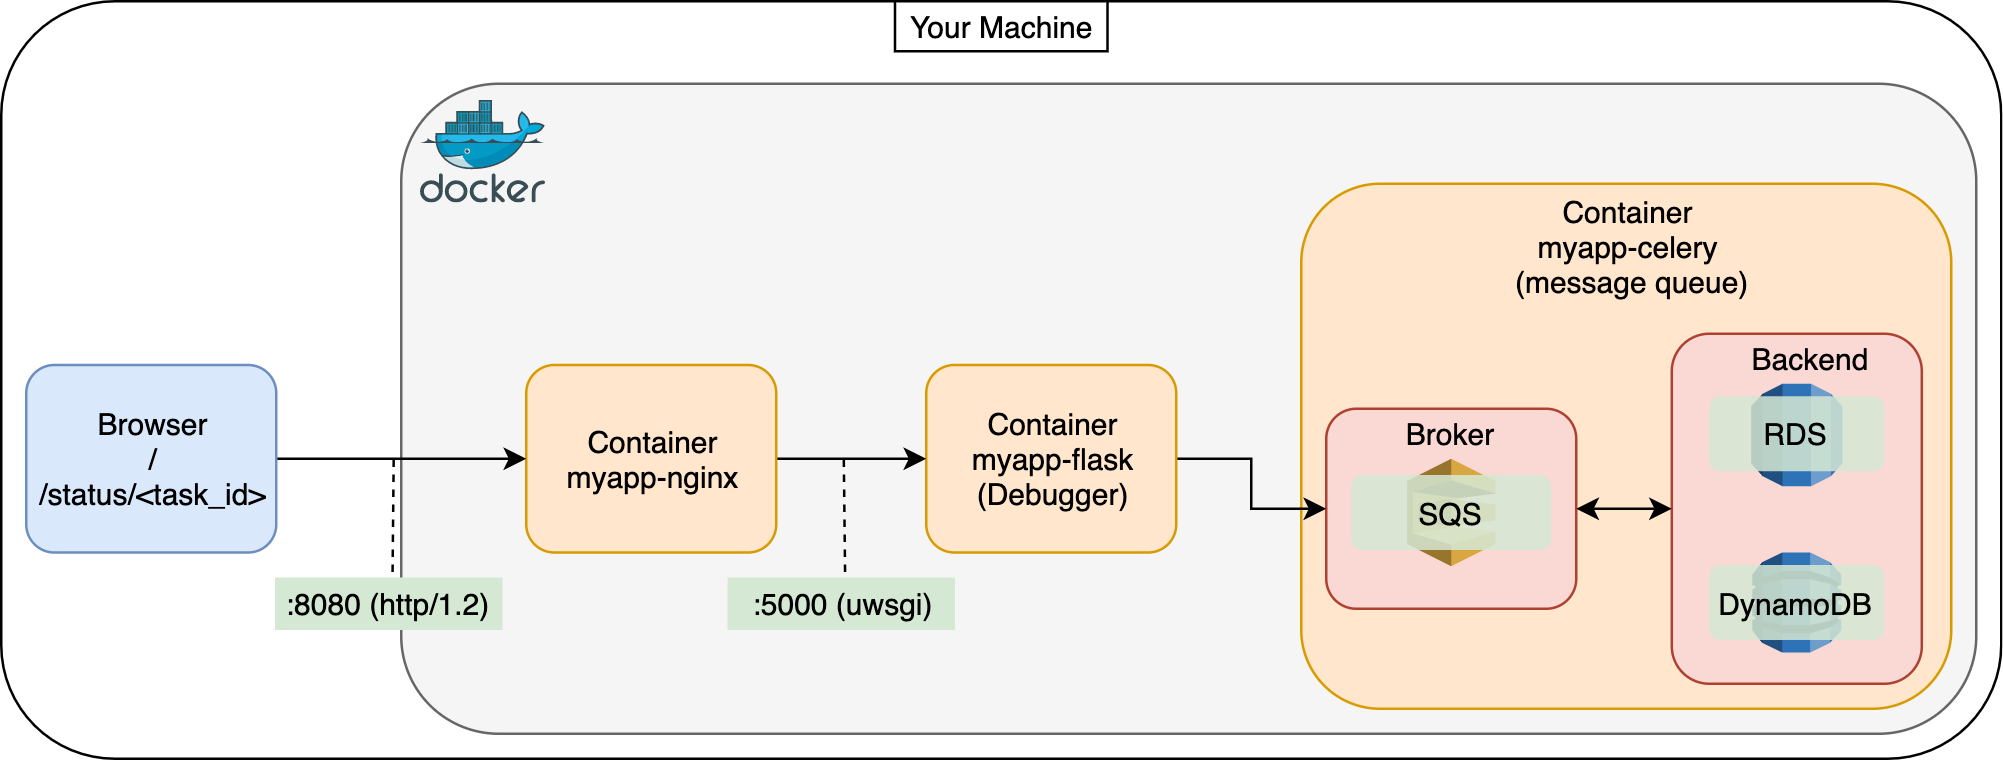 Your Machine
docker
Container
myapp-celery
(message queue)
Browser
/
/status/<task_id>
Container
myapp-nginx
Container
myapp-flask
(Debugger)
Broker
SQS
Backend
RDS
DynamoDB
:8080 (http/1.2)
:5000 (uwsgi)